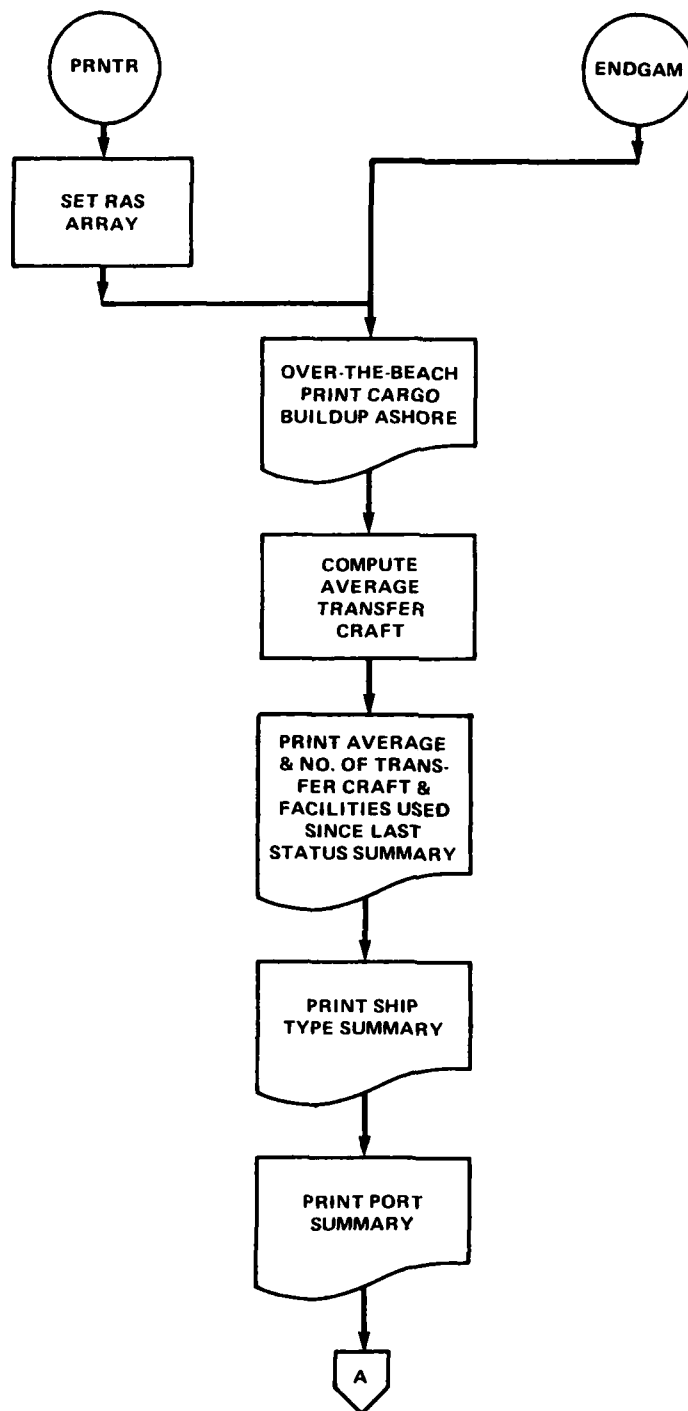 PRNTR
ENDGAM
SET RAS
ARRAY
OVER-THE-BEACH
PRINT CARGO
BUILDUP ASHORE
COMPUTE
AVERAGE
TRANSFER
CRAFT
PRINT AVERAGE
& NO. OF TRANS-
FER CRAFT &
FACILITIES USED
SINCE LAST
STATUS SUMMARY
PRINT SHIP
TYPE SUMMARY
PRINT PORT
SUMMARY
A